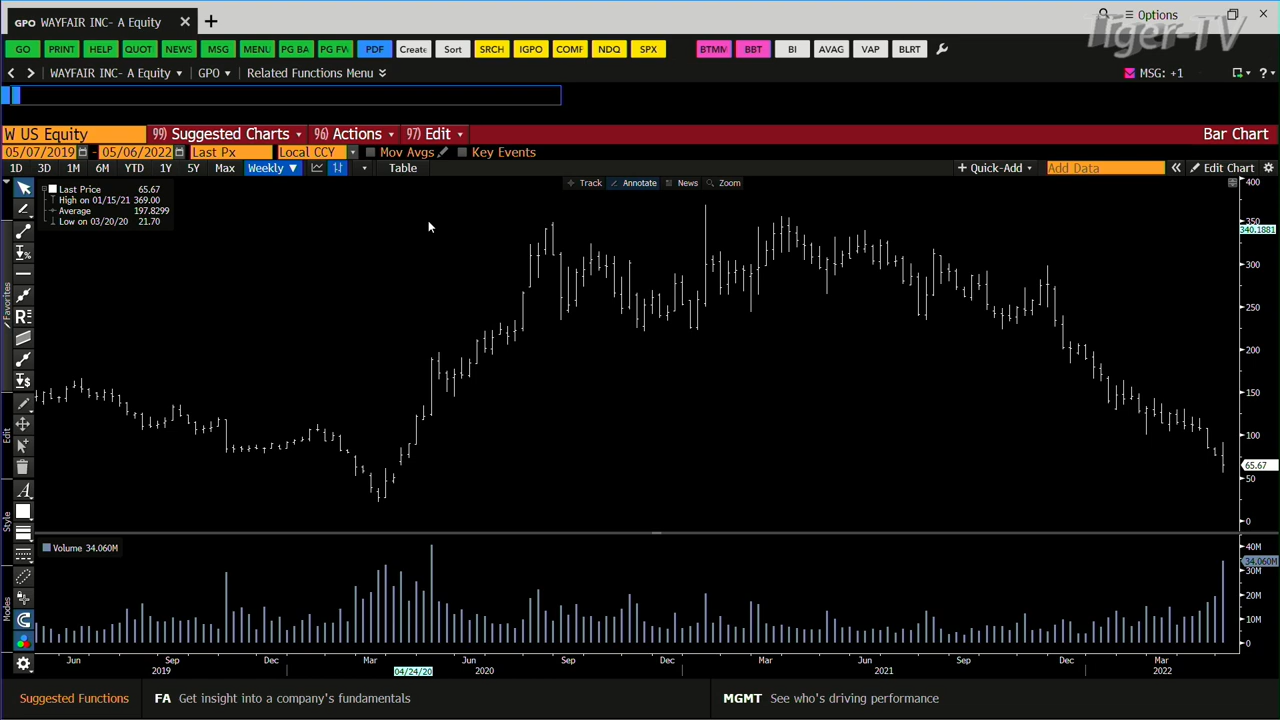 GPO WAYFAIR INC- A Equity
Options
Tiger-TV
GO PRINT HELP QUOT NEWS MSG MENU PG BA PG FW PDF Create Sort SRCH IGPO COMF NDQ SPX BTMM BBT BI AVAG VAP BLRT
WAYFAIR INC- A Equity GPO Related Functions Menu MSG: +1 ?
W US Equity 99) Suggested Charts 96) Actions 97) Edit Bar Chart
05/07/2019 - 05/06/2022 Last Px Local CCY Mov Avgs Key Events
1D 3D 1M 6M YTD 1Y 5Y Max Weekly ▼ Table + Quick-Add Add Data « Edit Chart
Track Annotate News Zoom
Last Price 65.67
High on 01/15/21 369.00
Average 197.8299
Low on 03/20/20 21.70
400
350
340.1881
300
250
200
150
100
65.67
50
0
Favorites
Edit
Style
Modes
Volume 34.060M
40M
34.060M
30M
20M
10M
0
Jun Sep Dec Mar Jun Sep Dec Mar Jun Sep Dec Mar
2019 04/24/20 2020 2021 2022
Suggested Functions FA Get insight into a company's fundamentals MGMT See who's driving performance